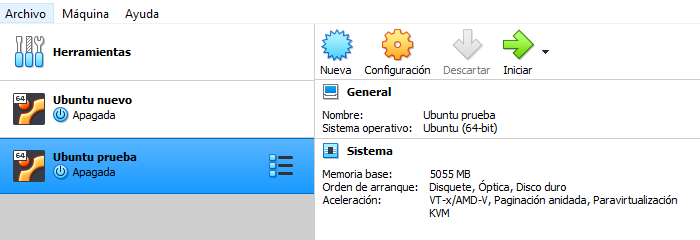 Archivo Máquina Ayuda
Herramientas
64 Ubuntu nuevo
Apagada
64 Ubuntu prueba
Apagada
Nueva Configuración Descartar Iniciar
General
Nombre: Ubuntu prueba
Sistema operativo: Ubuntu (64-bit)
Sistema
Memoria base: 5055 MB
Orden de arranque: Disquete, Óptica, Disco duro
Aceleración: VT-x/AMD-V, Paginación anidada, Paravirtualización
KVM